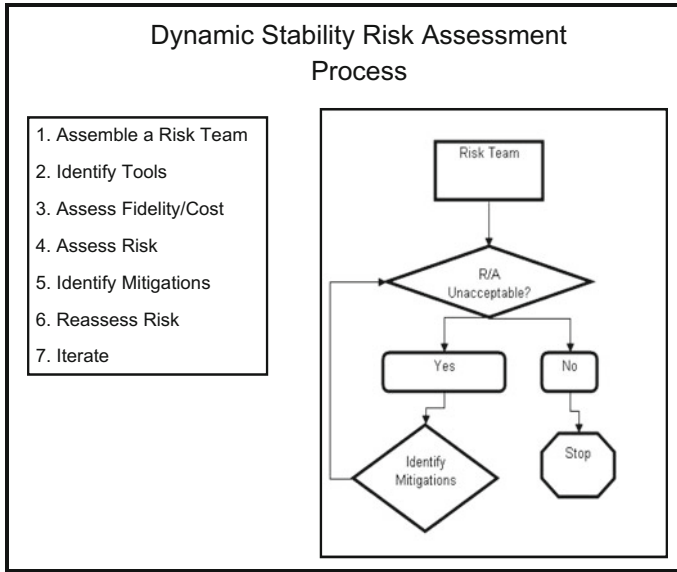 Dynamic Stability Risk Assessment
Process
1. Assemble a Risk Team
2. Identify Tools
3. Assess Fidelity/Cost
4. Assess Risk
5. Identify Mitigations
6. Reassess Risk
7. Iterate
Risk Team
R/A
Unacceptable?
Yes
No
Identify
Mitigations
Stop